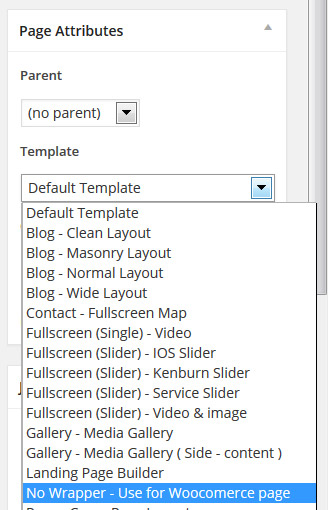 Page Attributes
Parent
(no parent)
Template
Default Template
Default Template
Blog - Clean Layout
Blog - Masonry Layout
Blog - Normal Layout
Blog - Wide Layout
Contact - Fullscreen Map
Fullscreen (Single) - Video
Fullscreen (Slider) - IOS Slider
Fullscreen (Slider) - Kenburn Slider
Fullscreen (Slider) - Service Slider
Fullscreen (Slider) - Video & image
Gallery - Media Gallery
Gallery - Media Gallery ( Side - content )
Landing Page Builder
No Wrapper - Use for Woocomerce page